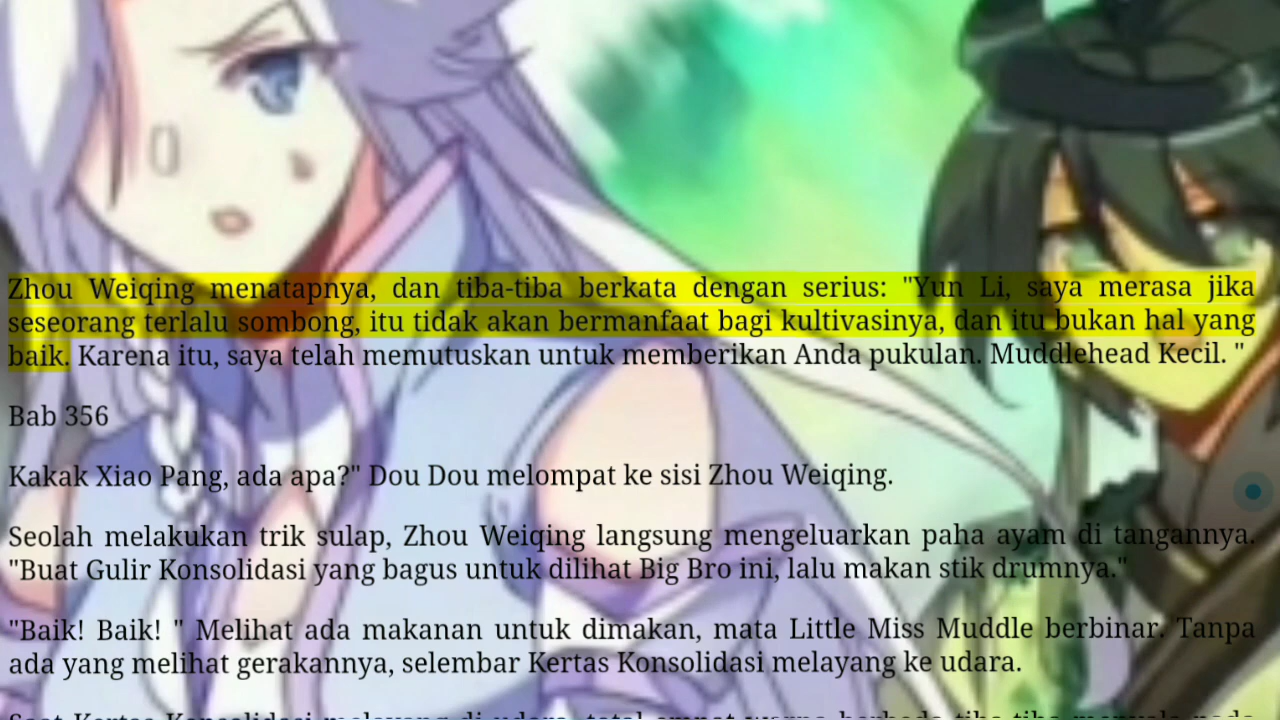 Zhou Weiqing menatapnya, dan tiba-tiba berkata dengan serius: "Yun Li, saya merasa jika
seseorang terlalu sombong, itu tidak akan bermanfaat bagi kultivasinya, dan itu bukan hal yang
baik. Karena itu, saya telah memutuskan untuk memberikan Anda pukulan. Muddlehead Kecil. "
Bab 356
Kakak Xiao Pang, ada apa?" Dou Dou melompat ke sisi Zhou Weiqing.
Seolah melakukan trik sulap, Zhou Weiqing langsung mengeluarkan paha ayam di tangannya.
"Buat Gulir Konsolidasi yang bagus untuk dilihat Big Bro ini, lalu makan stik drumnya."
"Baik! Baik! " Melihat ada makanan untuk dimakan, mata Little Miss Muddle berbinar. Tanpa
ada yang melihat gerakannya, selembar Kertas Konsolidasi melayang ke udara.